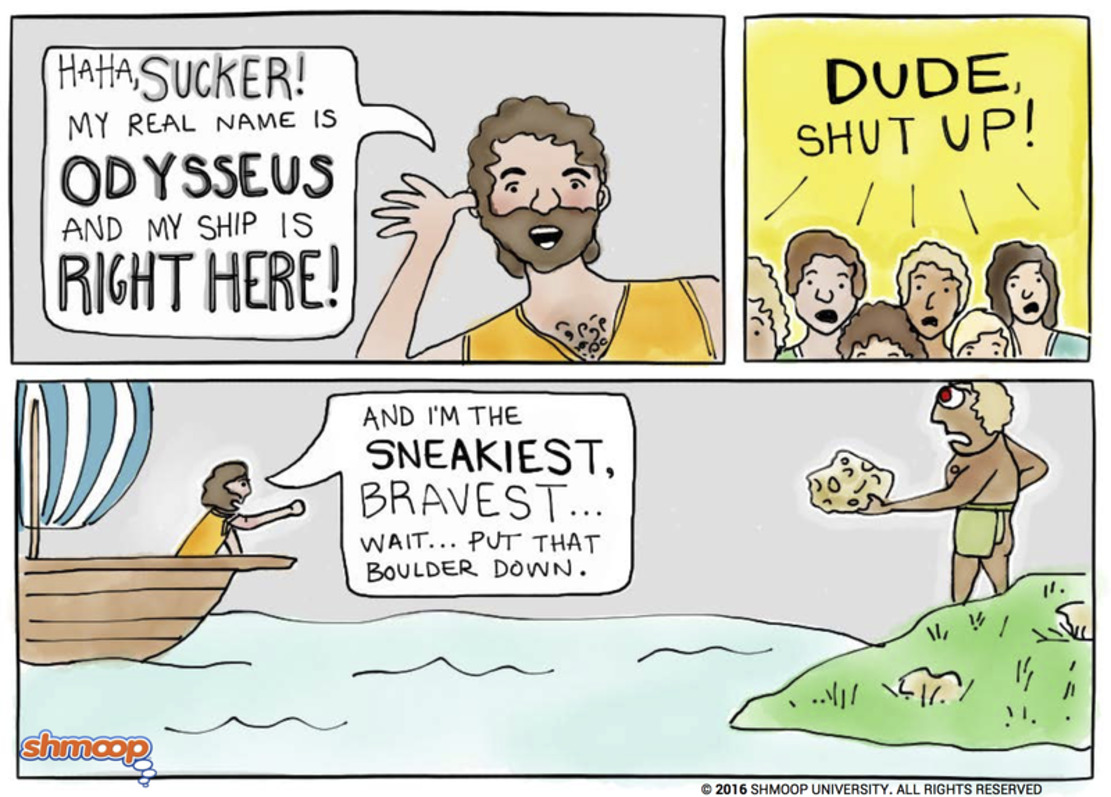 HAHA, SUCKER!
MY REAL NAME IS
ODYSSEUS
AND MY SHIP IS
RIGHT HERE!
DUDE,
SHUT UP!
AND I'M THE
SNEAKIEST,
BRAVEST...
WAIT... PUT THAT
BOULDER DOWN.
shmoop
© 2016 SHMOOP UNIVERSITY. ALL RIGHTS RESERVED